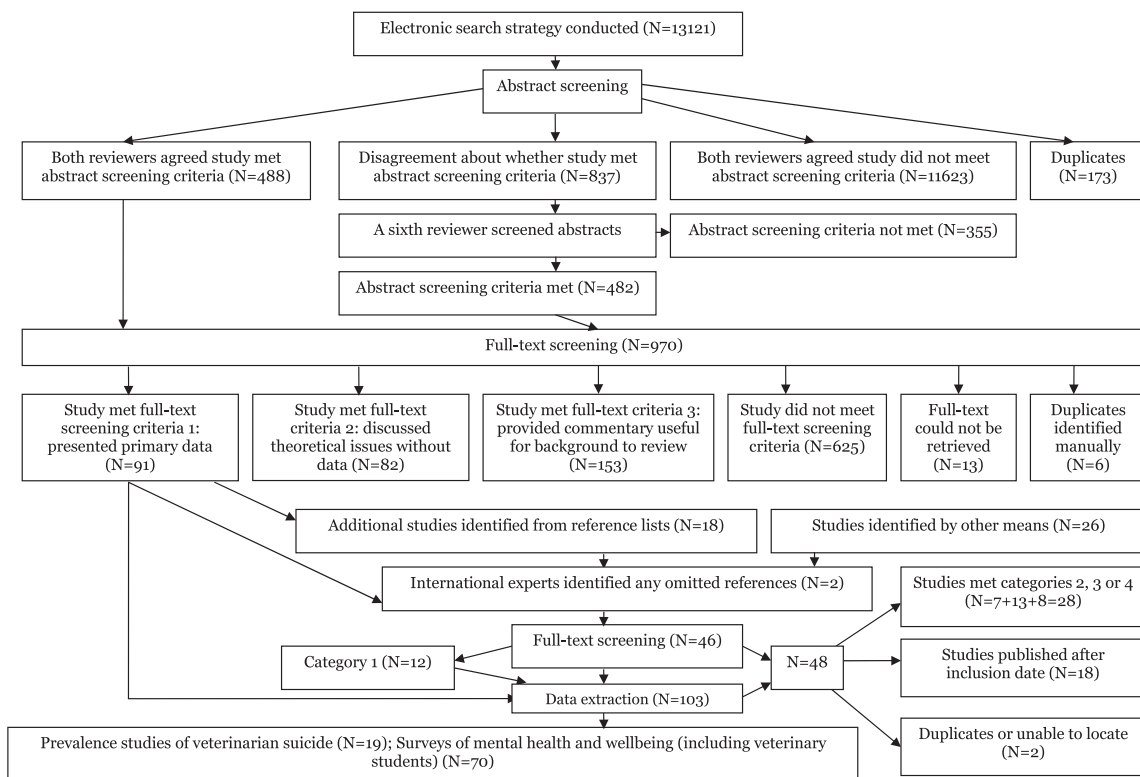 Electronic search strategy conducted (N=13121)
Abstract screening
Both reviewers agreed study met
abstract screening criteria (N=488)
Disagreement about whether study met
abstract screening criteria (N=837)
Both reviewers agreed study did not meet
abstract screening criteria (N=11623)
Duplicates
(N=173)
A sixth reviewer screened abstracts
Abstract screening criteria not met (N=355)
Abstract screening criteria met (N=482)
Full-text screening (N=970)
Study met full-text
screening criteria 1:
presented primary data
(N=91)
Study met full-text
criteria 2: discussed
theoretical issues without
data (N=82)
Study met full-text criteria 3:
provided commentary useful
for background to review
(N=153)
Study did not meet
full-text screening
criteria (N=625)
Full-text
could not be
retrieved
(N=13)
Duplicates
identified
manually
(N=6)
Additional studies identified from reference lists (N=18)
Studies identified by other means (N=26)
International experts identified any omitted references (N=2)
Studies met categories 2, 3 or 4
(N=7+13+8=28)
Full-text screening (N=46)
Category 1 (N=12)
N=48
Studies published after
inclusion date (N=18)
Data extraction (N=103)
Duplicates or unable to locate
(N=2)
Prevalence studies of veterinarian suicide (N=19); Surveys of mental health and wellbeing (including veterinary
students) (N=70)